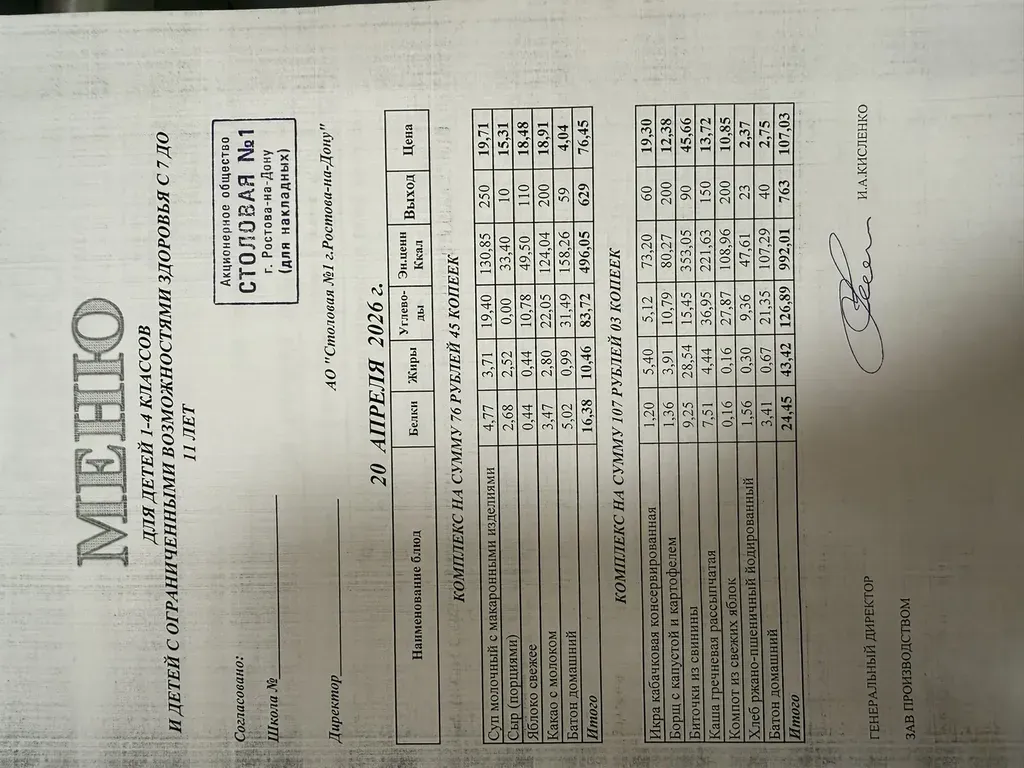 МЕНЮ
ДЛЯ ДЕТЕЙ 1-4 КЛАССОВ
И ДЕТЕЙ С ОГРАНИЧЕННЫМИ ВОЗМОЖНОСТЯМИ ЗДОРОВЬЯ С 7 ДО
11 ЛЕТ
Согласовано:
Школа №
Акционерное общество
СТОЛОВАЯ №1
г. Ростова-на-Дону
(для накладных)
Директор
АО "Столовая №1 г.Ростова-на-Дону"
20 АПРЕЛЯ 2026 г.
Наименование блюд Белки Жиры Углево-ды Эн.ценн Ккал Выход Цена
КОМПЛЕКС НА СУММУ 76 РУБЛЕЙ 45 КОПЕЕК
Суп молочный с макаронными изделиями 4,77 3,71 19,40 130,85 250 19,71
Сыр (порциями) 2,68 2,52 0,00 33,40 10 15,31
Яблоко свежее 0,44 0,44 10,78 49,50 110 18,48
Какао с молоком 3,47 2,80 22,05 124,04 200 18,91
Батон домашний 5,02 0,99 31,49 158,26 59 4,04
Итого 16,38 10,46 83,72 496,05 629 76,45
КОМПЛЕКС НА СУММУ 107 РУБЛЕЙ 03 КОПЕЕК
Икра кабачковая консервированная 1,20 5,40 5,12 73,20 60 19,30
Борщ с капустой и картофелем 1,36 3,91 10,79 80,27 200 12,38
Биточки из свинины 9,25 28,54 15,45 353,05 90 45,66
Каша гречневая рассыпчатая 7,51 4,44 36,95 221,63 150 13,72
Компот из свежих яблок 0,16 0,16 27,87 108,96 200 10,85
Хлеб ржано-пшеничный йодированный 1,56 0,30 9,36 47,61 23 2,37
Батон домашний 3,41 0,67 21,35 107,29 40 2,75
Итого 24,45 43,42 126,89 992,01 763 107,03
ГЕНЕРАЛЬНЫЙ ДИРЕКТОР И.А.КИСЛЕНКО
ЗАВ ПРОИЗВОДСТВОМ